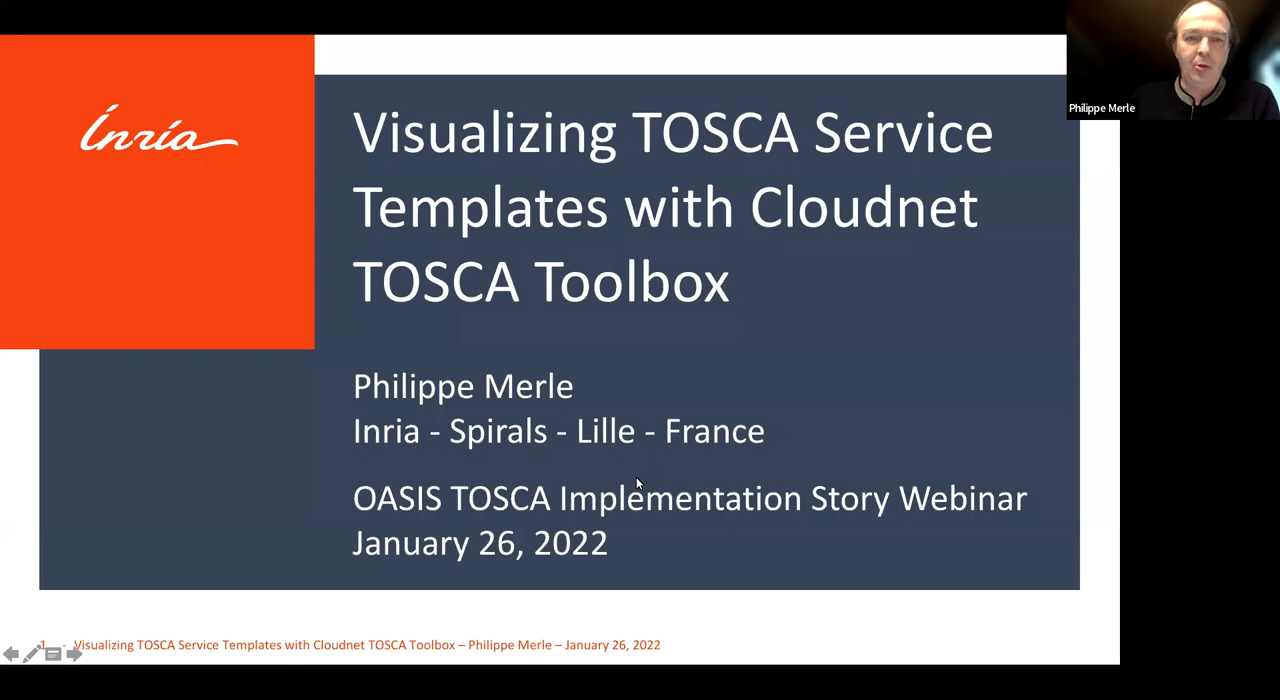 Inria
Visualizing TOSCA Service
Templates with Cloudnet
TOSCA Toolbox
Philippe Merle
Inria - Spirals - Lille - France
OASIS TOSCA Implementation Story Webinar
January 26, 2022
1 - Visualizing TOSCA Service Templates with Cloudnet TOSCA Toolbox – Philippe Merle – January 26, 2022
Philippe Merle